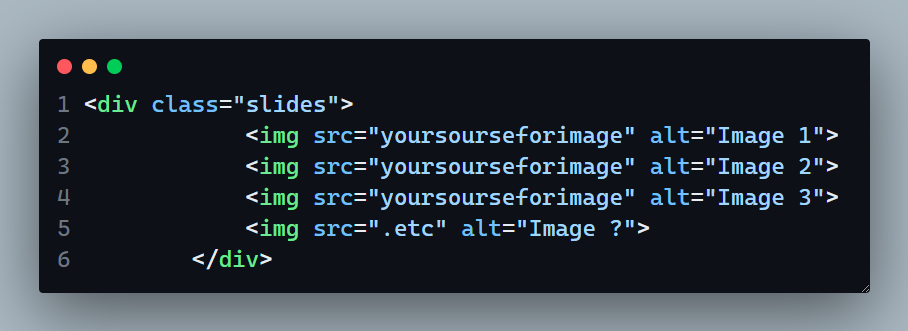 1 <div class="slides">
2             <img src="yoursourseforimage" alt="Image 1">
3             <img src="yoursourseforimage" alt="Image 2">
4             <img src="yoursourseforimage" alt="Image 3">
5             <img src=".etc" alt="Image ?">
6         </div>